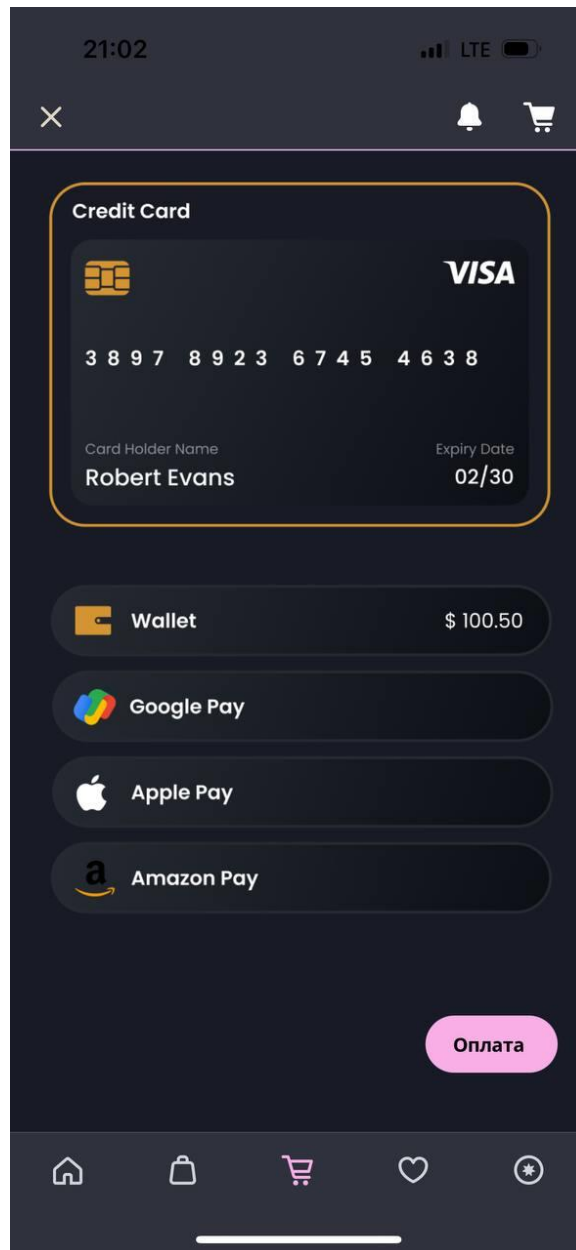 21:02 LTE
Credit Card
VISA
3897 8923 6745 4638
Card Holder Name Expiry Date
Robert Evans 02/30
Wallet $ 100.50
Google Pay
Apple Pay
a Amazon Pay
Оплата